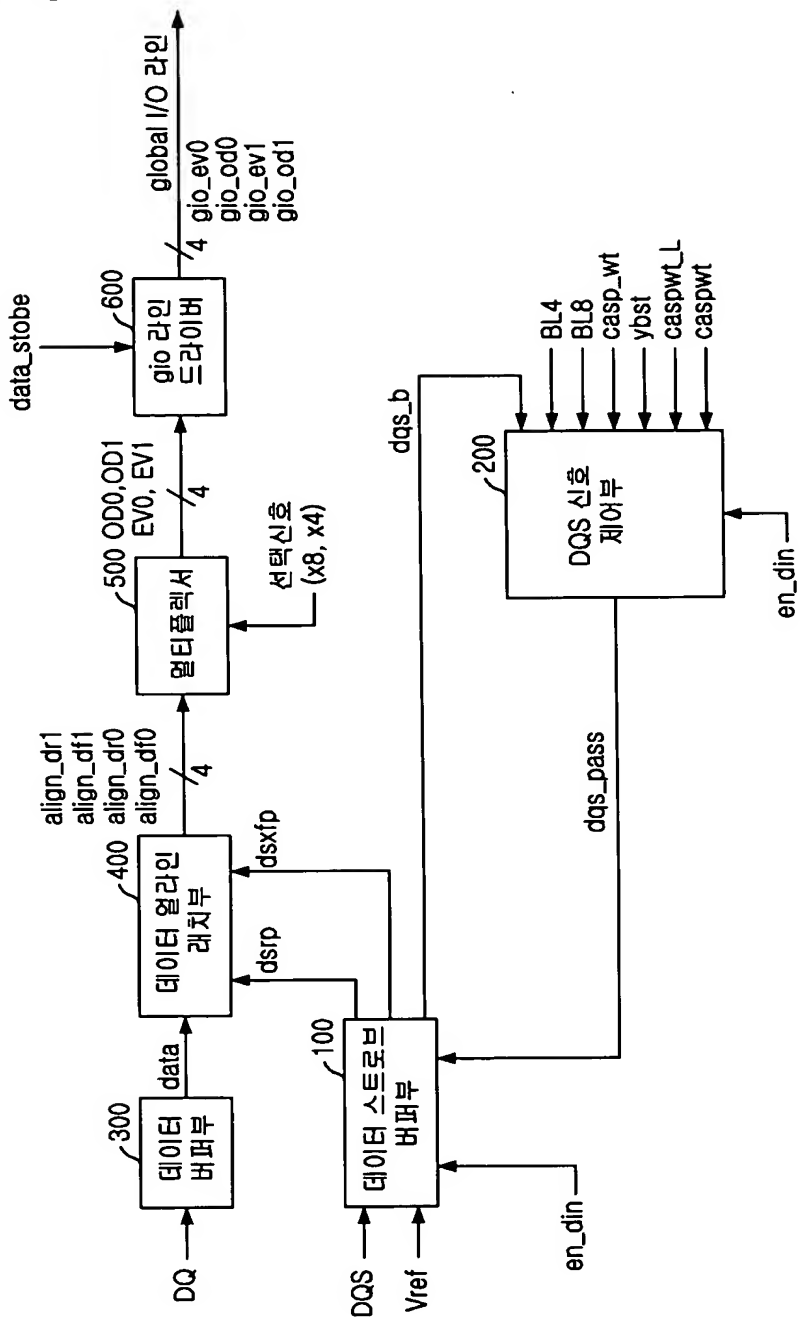 data_stobe
600
gio 라인
드라이버
4
global I/O 라인
gio_ev0
gio_od0
gio_ev1
gio_od1
500
OD0,OD1
EV0, EV1
4
멀티플렉서
선택신호
(x8, x4)
align_dr1
align_df1
align_dr0
align_df0
4
400
데이터 얼라인
래치부
data
300
데이터
버퍼부
DQ
dsrp
dsxfp
100
데이터 스트로브
버퍼부
DQS
Vref
en_din
dqs_b
dqs_pass
200
DQS 신호
제어부
BL4
BL8
casp_wt
ybst
caspwt_L
caspwt
en_din